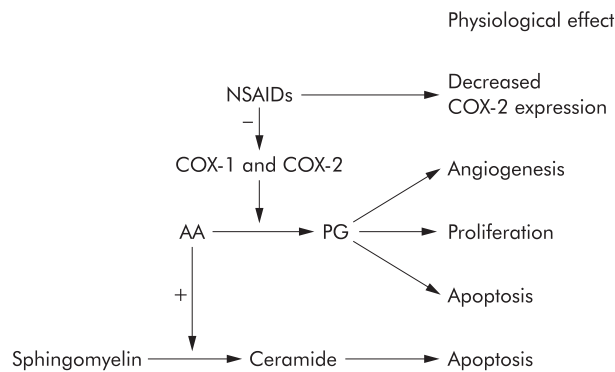 Physiological effect
Decreased
NSAIDs
COX-2 expression
−
COX-1 and COX-2
Angiogenesis
AA
PG
Proliferation
+
Apoptosis
Sphingomyelin
Ceramide
Apoptosis